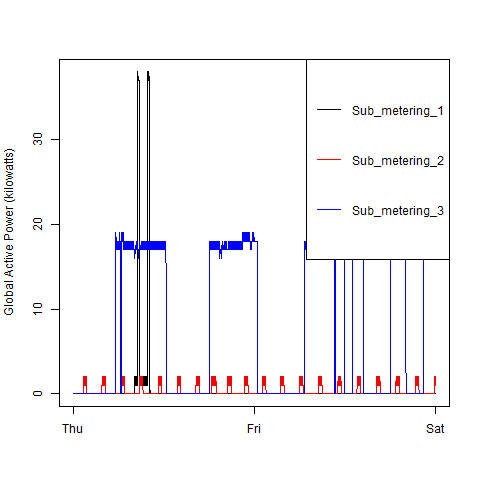 Global Active Power (kilowatts)
30
20
10
0
Sub_metering_1
Sub_metering_2
Sub_metering_3
Thu
Fri
Sat